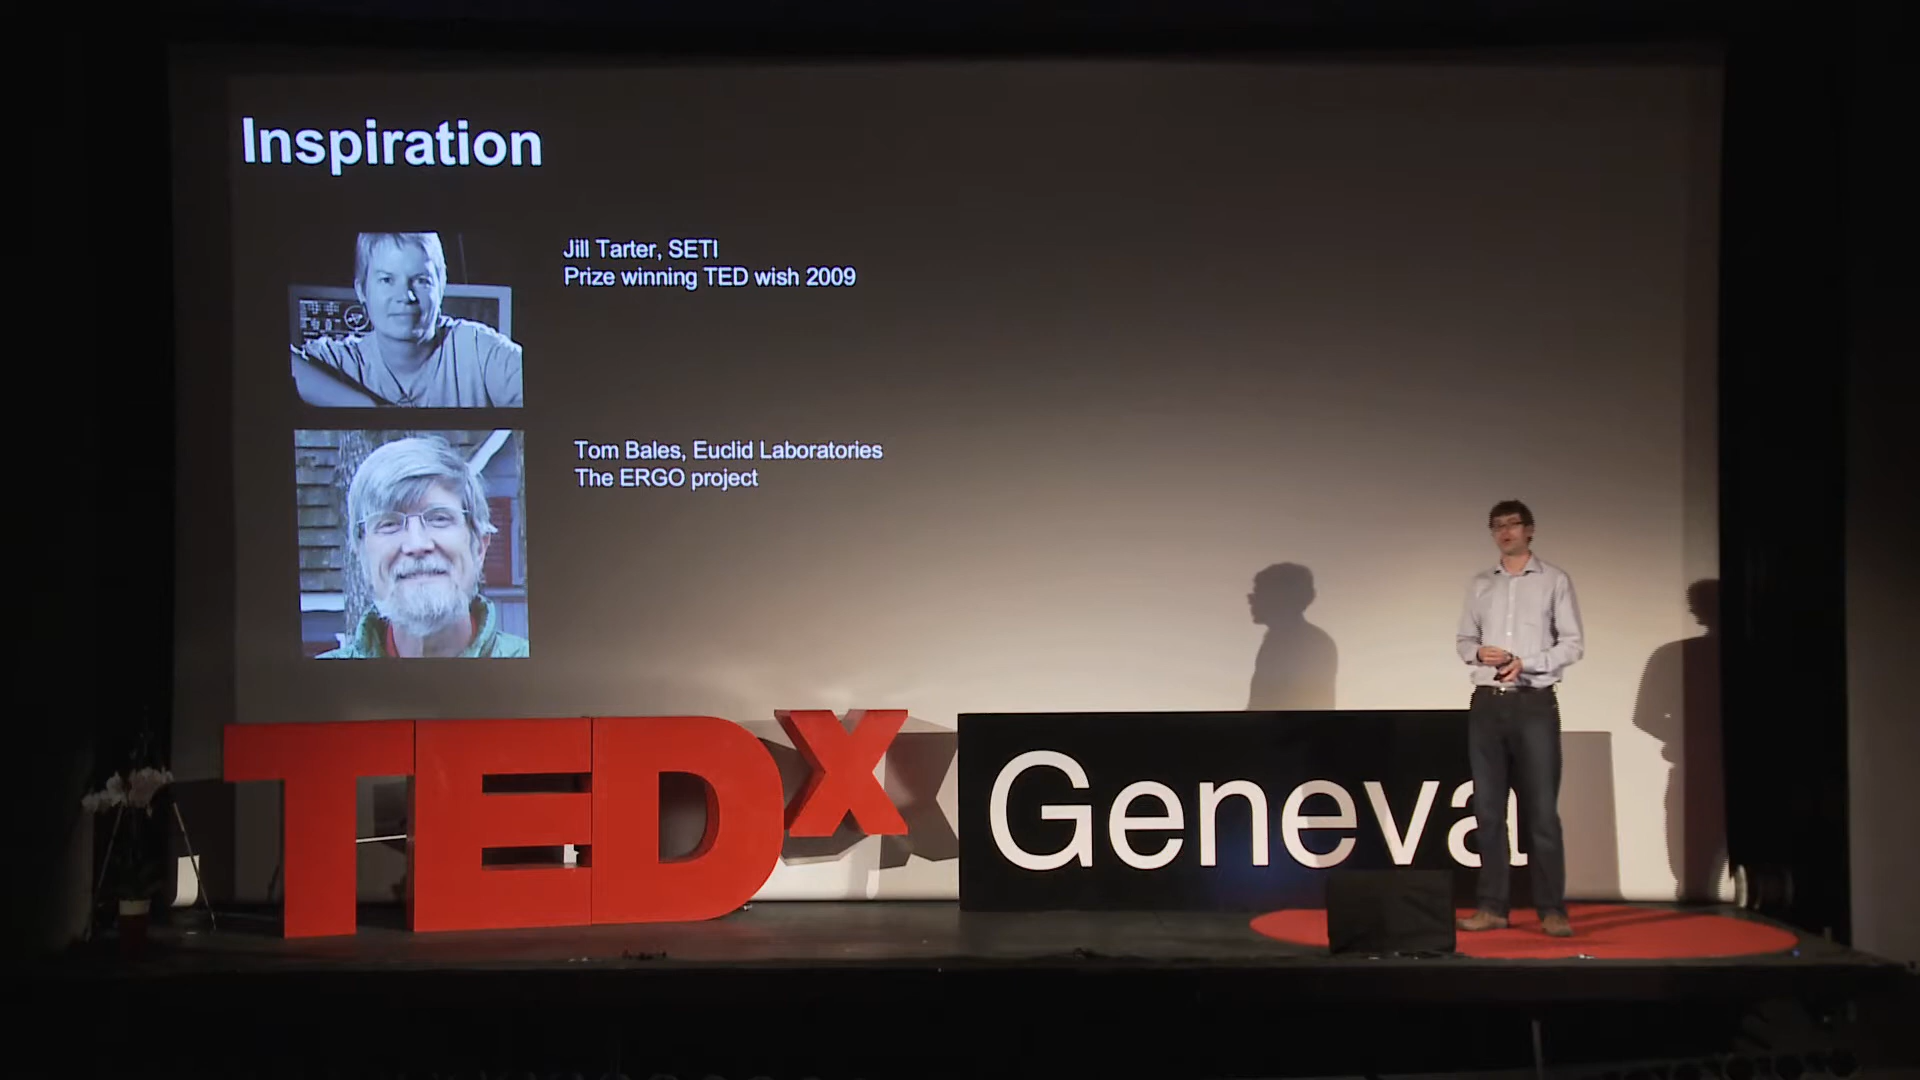 Inspiration
Jill Tarter, SETI
Prize winning TED wish 2009
Tom Bales, Euclid Laboratories
The ERGO project
TEDx Geneva